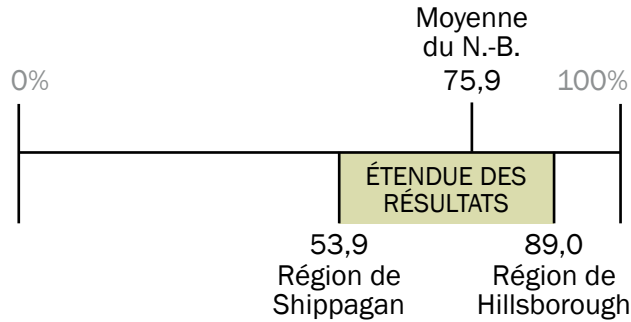 Moyenne
du N.-B.
75,9
0%
100%
ÉTENDUE DES
RÉSULTATS
53,9
Région de
Shippagan
89,0
Région de
Hillsborough